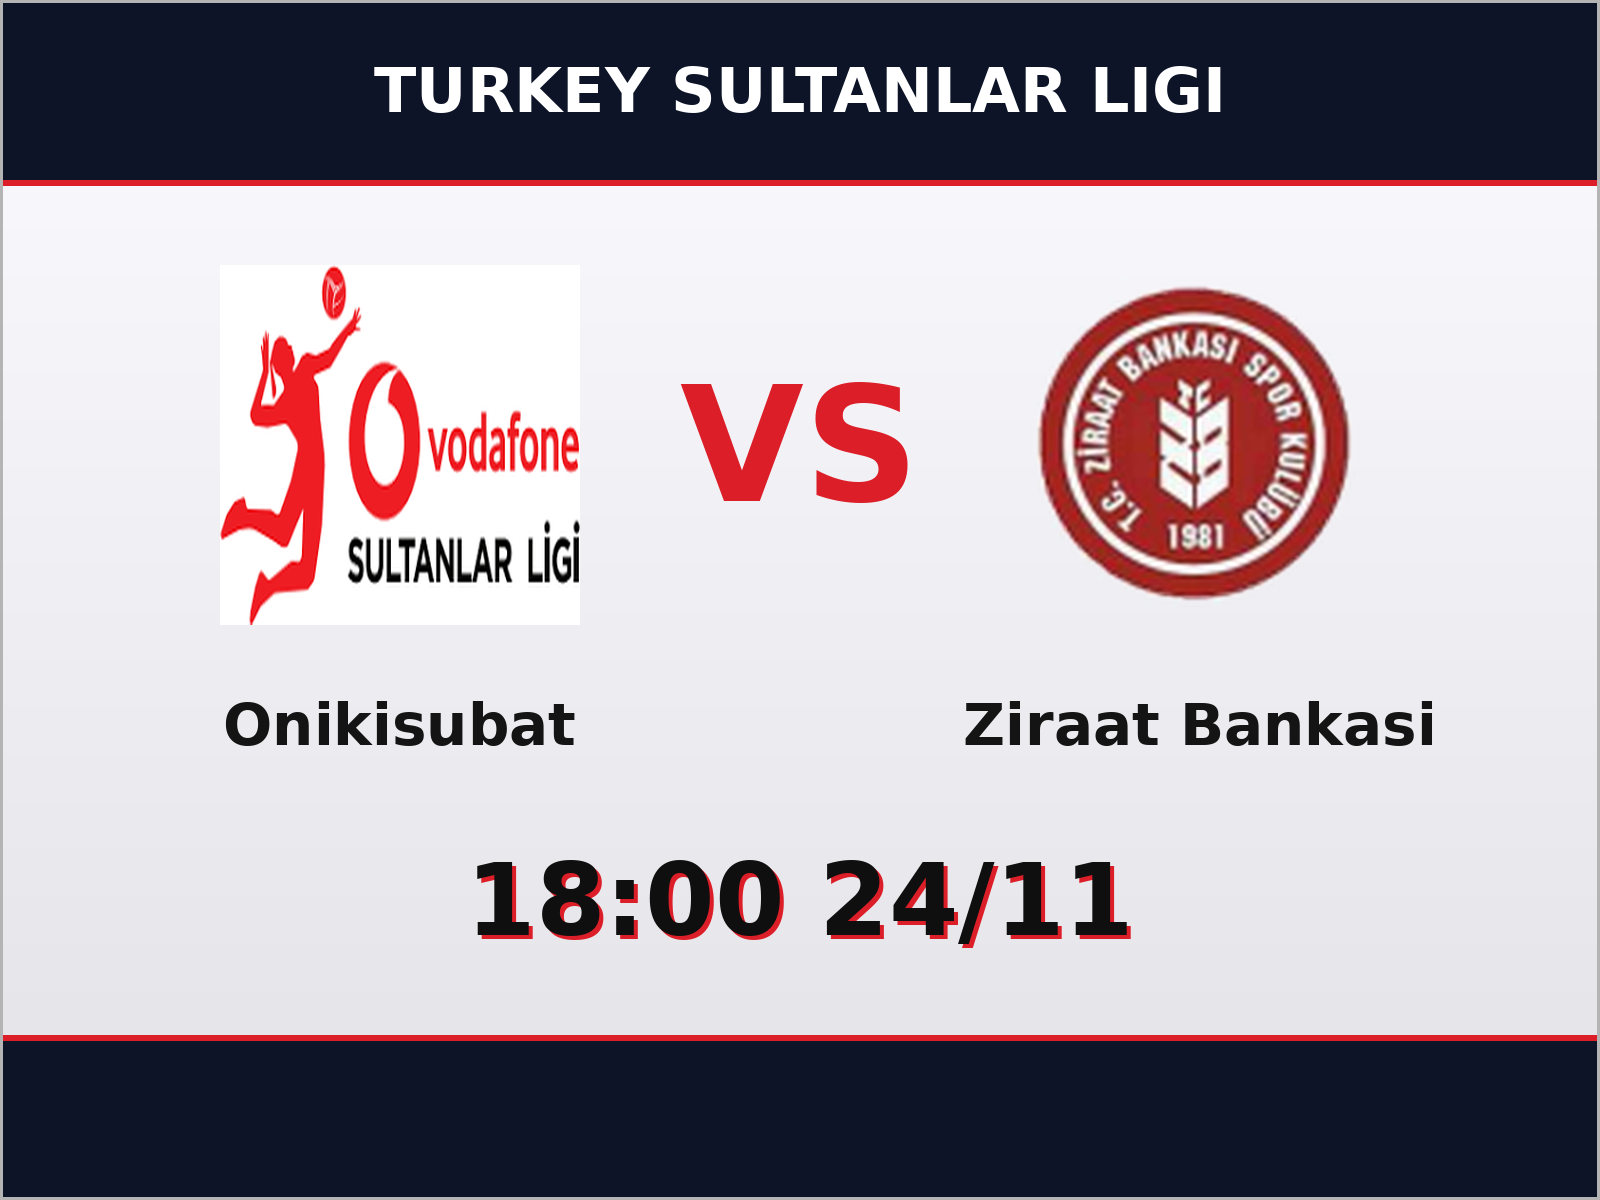 TURKEY SULTANLAR LIGI
vodafone
SULTANLAR LİGİ
VS
T.C. ZİRAAT BANKASI SPOR KULÜBÜ
1981
Onikisubat
Ziraat Bankasi
18:00 24/11